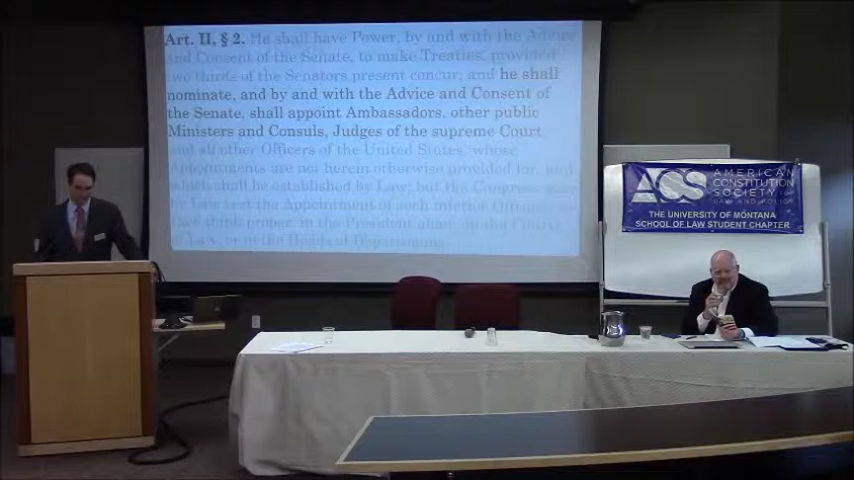 Art. II, § 2. He shall have Power, by and with the Advice
and Consent of the Senate, to make Treaties, provided
two thirds of the Senators present concur; and he shall
nominate, and by and with the Advice and Consent of
the Senate, shall appoint Ambassadors, other public
Ministers and Consuls, Judges of the supreme Court,
and all other Officers of the United States, whose
Appointments are not herein otherwise provided for, and
which shall be established by Law; but the Congress may
by Law vest the Appointment of such inferior Officers, as
they think proper, in the President alone, in the Courts
of Law, or in the Heads of Departments.
ACS
AMERICAN
CONSTITUTION
SOCIETY
LAW AND POLICY
THE UNIVERSITY OF MONTANA
SCHOOL OF LAW STUDENT CHAPTER